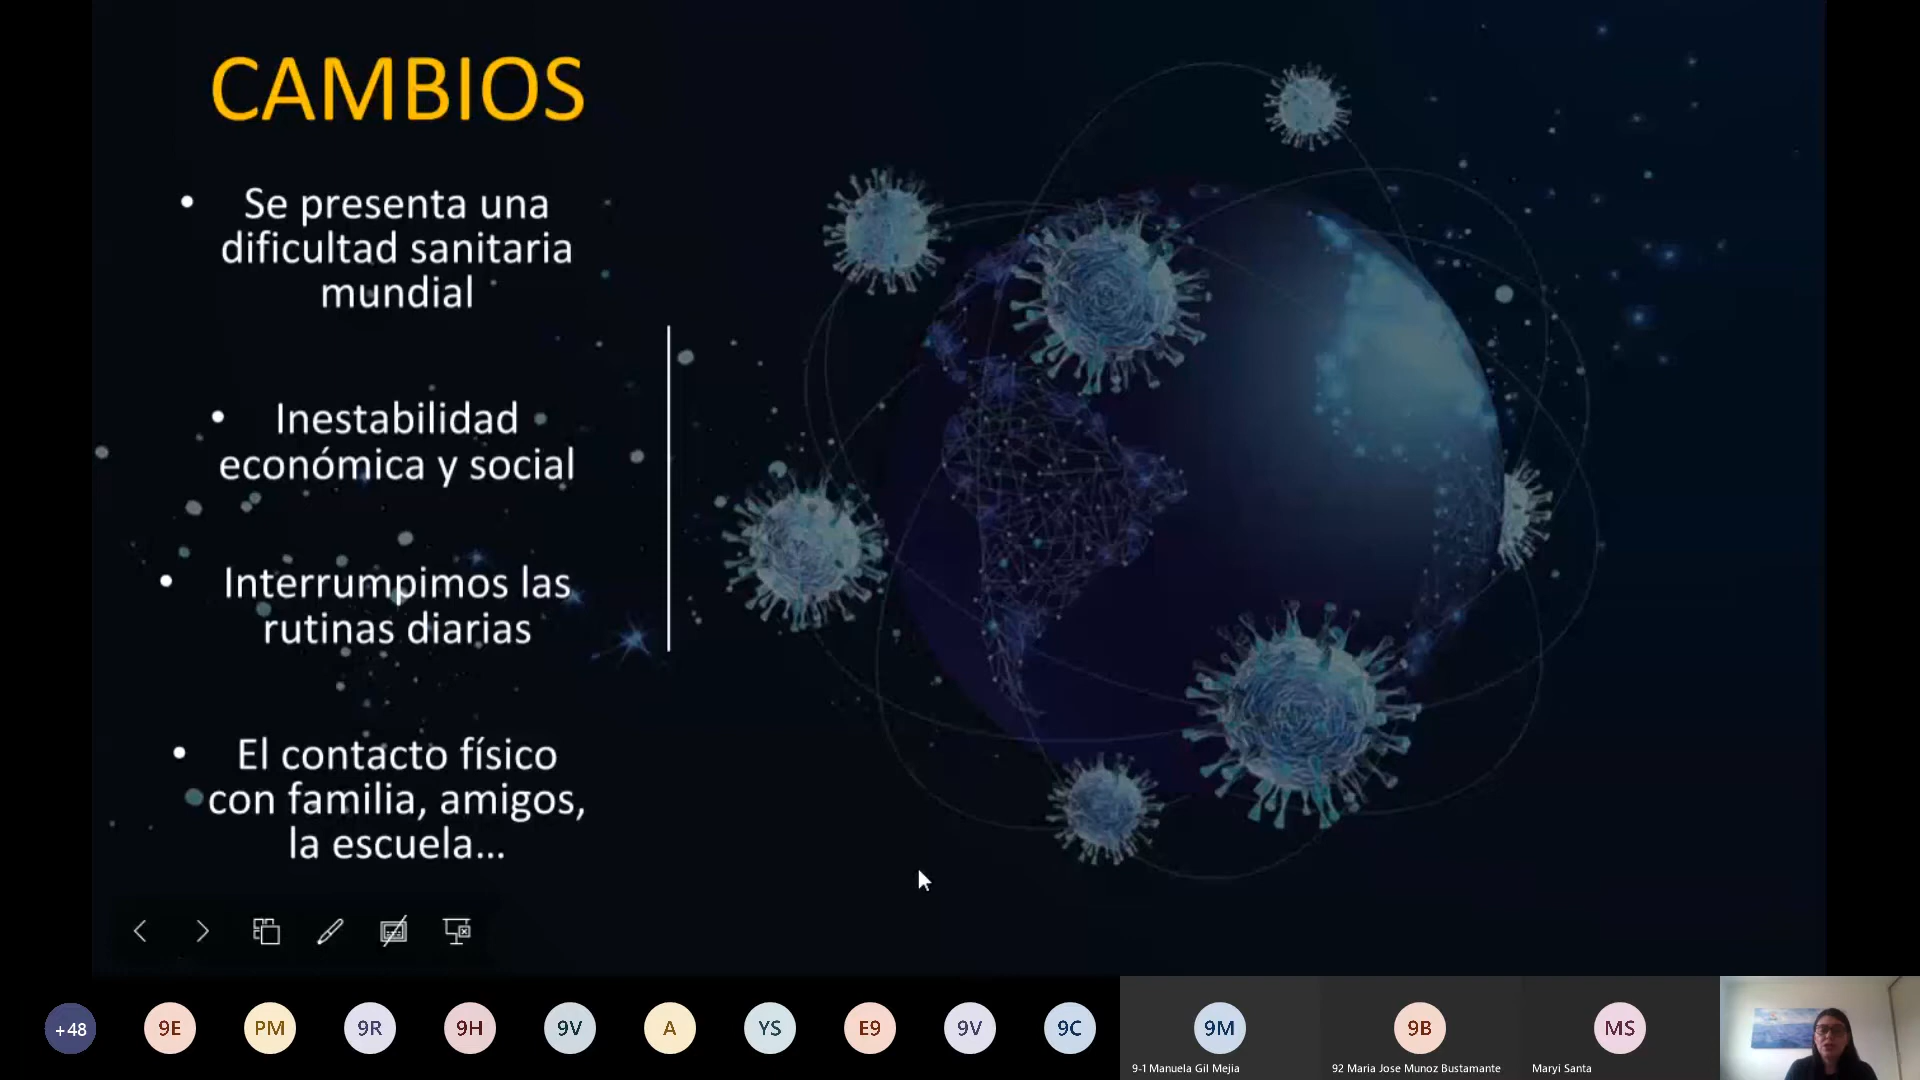 CAMBIOS
• Se presenta una
dificultad sanitaria
mundial
• Inestabilidad
económica y social
• Interrumpimos las
rutinas diarias
• El contacto físico
con familia, amigos,
la escuela...
+48
9E
PM
9R
9H
9V
A
YS
E9
9V
9C
9M
9B
MS
9-1 Manuela Gil Mejia
92 Maria Jose Munoz Bustamante
Maryi Santa